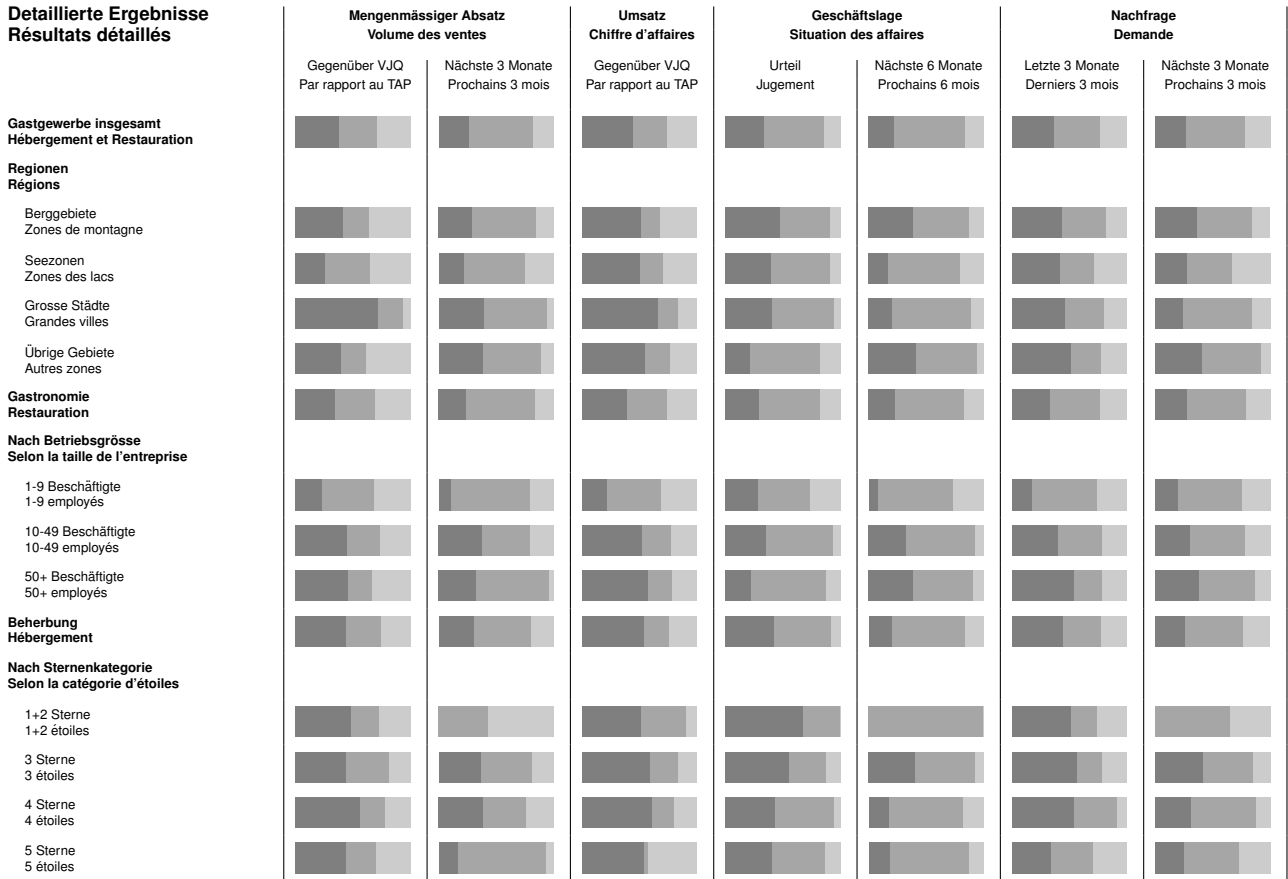 Detaillierte Ergebnisse
Résultats détaillés
Mengenmässiger Absatz
Volume des ventes
Umsatz
Chiffre d'affaires
Geschäftslage
Situation des affaires
Nachfrage
Demande
Gegenüber VJQ
Par rapport au TAP
Nächste 3 Monate
Prochains 3 mois
Gegenüber VJQ
Par rapport au TAP
Urteil
Jugement
Nächste 6 Monate
Prochains 6 mois
Letzte 3 Monate
Derniers 3 mois
Nächste 3 Monate
Prochains 3 mois
Gastgewerbe insgesamt
Hébergement et Restauration
Regionen
Régions
Berggebiete
Zones de montagne
Seezonen
Zones des lacs
Grosse Städte
Grandes villes
Übrige Gebiete
Autres zones
Gastronomie
Restauration
Nach Betriebsgrösse
Selon la taille de l'entreprise
1-9 Beschäftigte
1-9 employés
10-49 Beschäftigte
10-49 employés
50+ Beschäftigte
50+ employés
Beherbung
Hébergement
Nach Sternenkategorie
Selon la catégorie d'étoiles
1+2 Sterne
1+2 étoiles
3 Sterne
3 étoiles
4 Sterne
4 étoiles
5 Sterne
5 étoiles